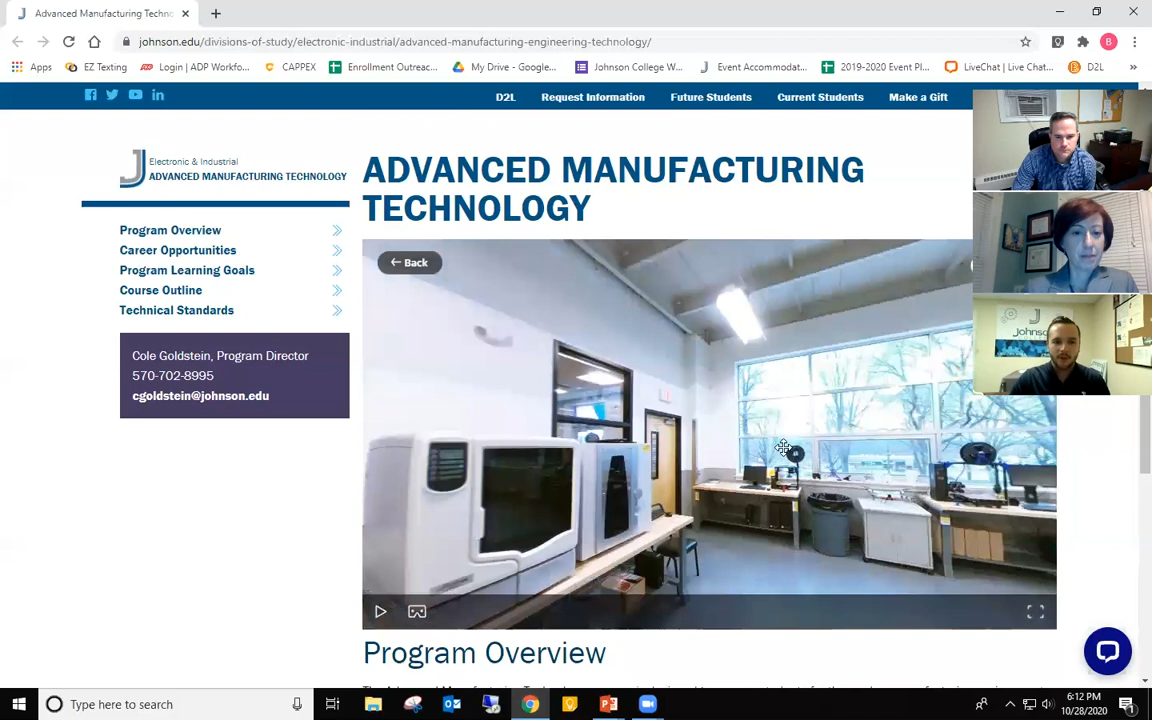 Advanced Manufacturing Techno
johnson.edu/divisions-of-study/electronic-industrial/advanced-manufacturing-engineering-technology/
B
Apps
EZ Texting
Login | ADP Workfo...
CAPPEX
Enrollment Outreac...
My Drive - Google...
Johnson College W...
Event Accommodat...
2019-2020 Event Pl...
LiveChat | Live Chat...
D2L
D2L
Request Information
Future Students
Current Students
Make a Gift
Electronic & Industrial
ADVANCED MANUFACTURING TECHNOLOGY
ADVANCED MANUFACTURING
TECHNOLOGY
Program Overview
Career Opportunities
Program Learning Goals
Course Outline
Technical Standards
Cole Goldstein, Program Director
570-702-8995
cgoldstein@johnson.edu
Back
Johnson
Program Overview
Type here to search
6:12 PM
10/28/2020
1